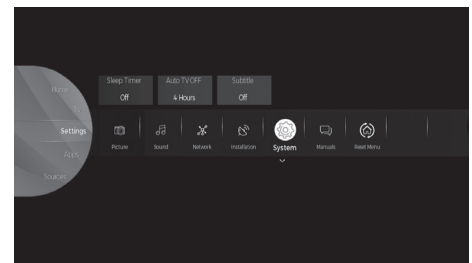 Home
TV
Settings
Apps
Sources
Sleep Timer
Off
Auto TV OFF
4 Hours
Subtitle
Off
Picture
Sound
Network
Installation
System
Manuals
Reset Menu